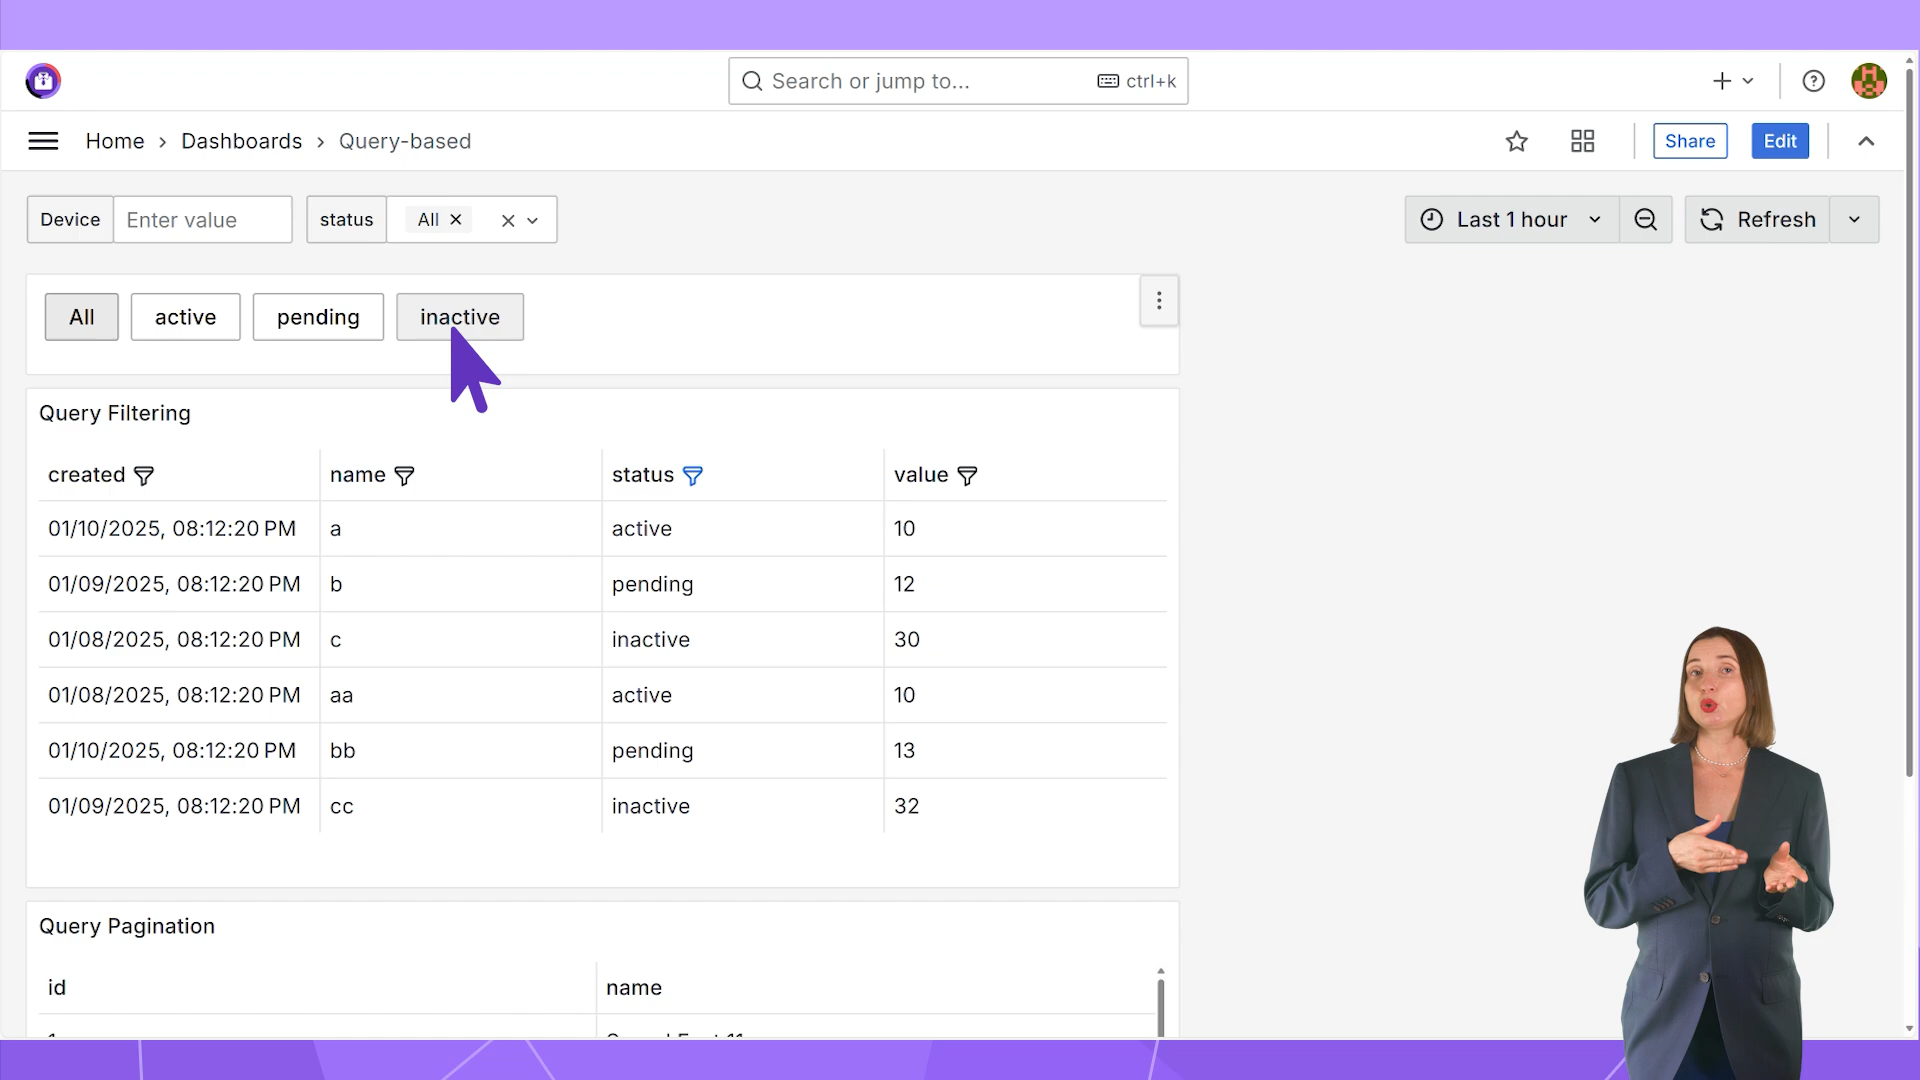 Search or jump to... ctrl+k
Home › Dashboards › Query-based
Share Edit
Device Enter value status All
Last 1 hour Refresh
All active pending inactive
Query Filtering
created name status value
01/10/2025, 08:12:20 PM a active 10
01/09/2025, 08:12:20 PM b pending 12
01/08/2025, 08:12:20 PM c inactive 30
01/08/2025, 08:12:20 PM aa active 10
01/10/2025, 08:12:20 PM bb pending 13
01/09/2025, 08:12:20 PM cc inactive 32
Query Pagination
id name